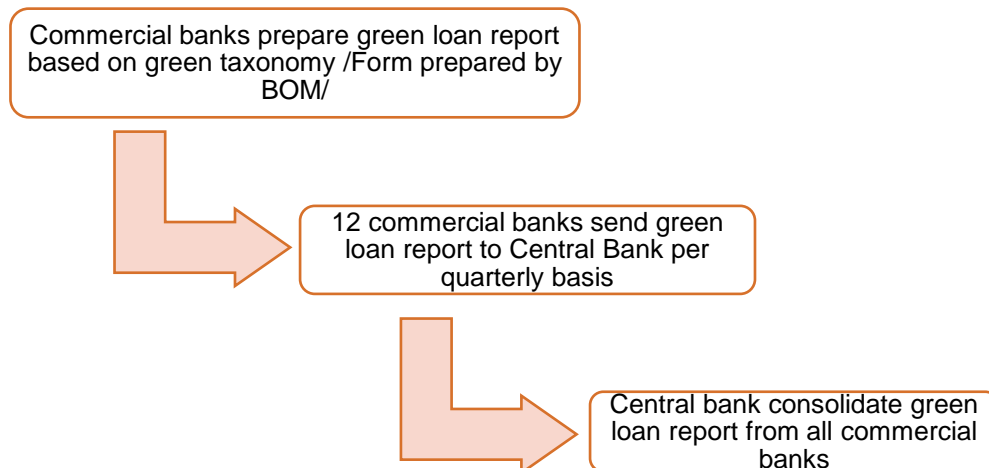 Commercial banks prepare green loan report
based on green taxonomy /Form prepared by
BOM/
12 commercial banks send green
loan report to Central Bank per
quarterly basis
Central bank consolidate green
loan report from all commercial
banks